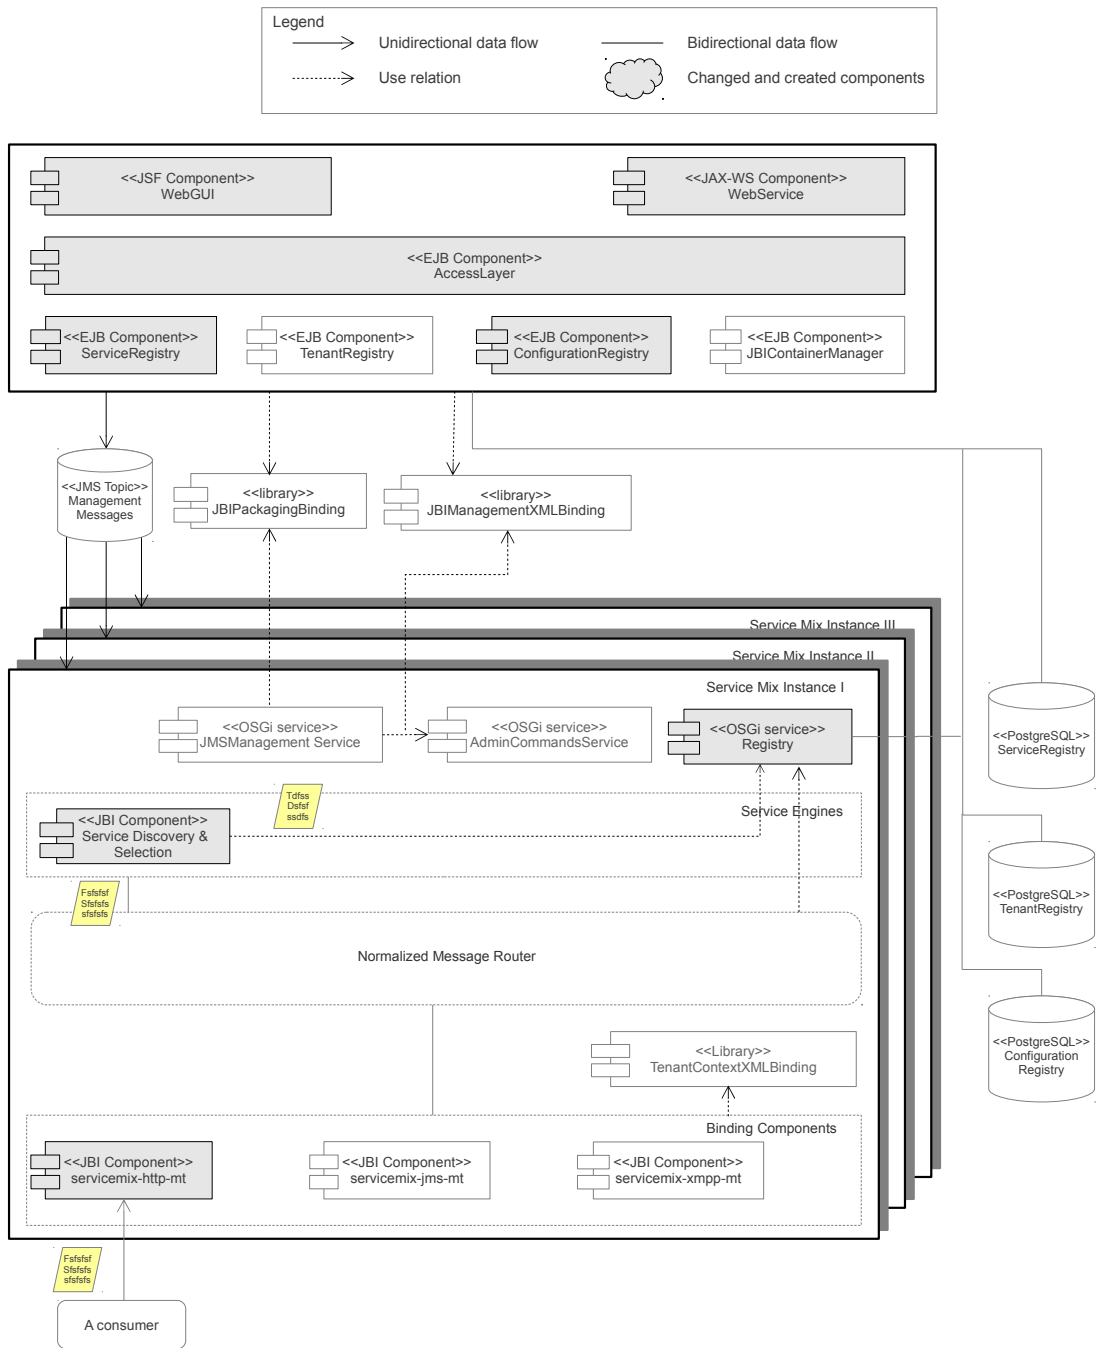 Legend
Unidirectional data flow
Bidirectional data flow
Use relation
Changed and created components
<<JSF Component>>
WebGUI
<<JAX-WS Component>>
WebService
<<EJB Component>>
AccessLayer
<<EJB Component>>
ServiceRegistry
<<EJB Component>>
TenantRegistry
<<EJB Component>>
ConfigurationRegistry
<<EJB Component>>
JBIContainerManager
<<JMS Topic>>
Management
Messages
<<library>>
JBIPackagingBinding
<<library>>
JBIManagementXMLBinding
Service Mix Instance III
Service Mix Instance II
Service Mix Instance I
<<OSGi service>>
JMSManagement Service
<<OSGi service>>
AdminCommandsService
<<OSGi service>>
Registry
<<PostgreSQL>>
ServiceRegistry
Tdfss
Dsfsf
ssdfs
Service Engines
<<JBI Component>>
Service Discovery &
Selection
Fsfsfsf
Sfsfsfs
sfsfsfs
<<PostgreSQL>>
TenantRegistry
Normalized Message Router
<<PostgreSQL>>
Configuration
Registry
<<Library>>
TenantContextXMLBinding
Binding Components
<<JBI Component>>
servicemix-http-mt
<<JBI Component>>
servicemix-jms-mt
<<JBI Component>>
servicemix-xmpp-mt
Fsfsfsf
Sfsfsfs
sfsfsfs
A consumer